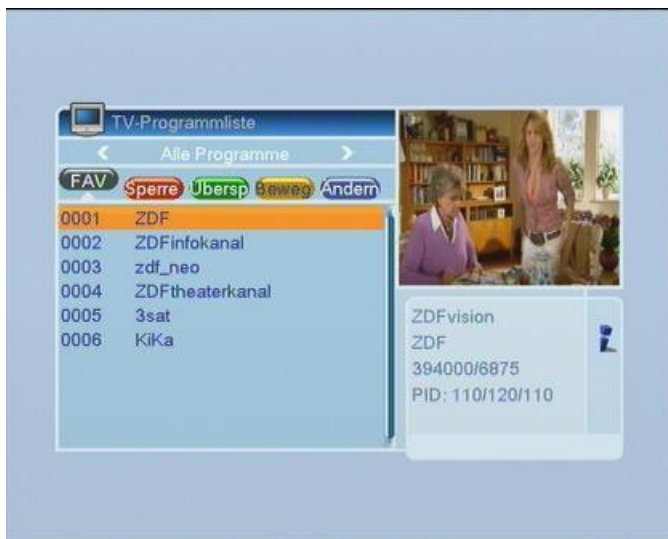 TV-Programmliste
Alle Programme
FAV Sperre Übersp Beweg Ändern
0001 ZDF
0002 ZDFinfokanal
0003 zdf_neo
0004 ZDFtheaterkanal
0005 3sat
0006 KiKa
ZDFvision
ZDF
394000/6875
PID: 110/120/110